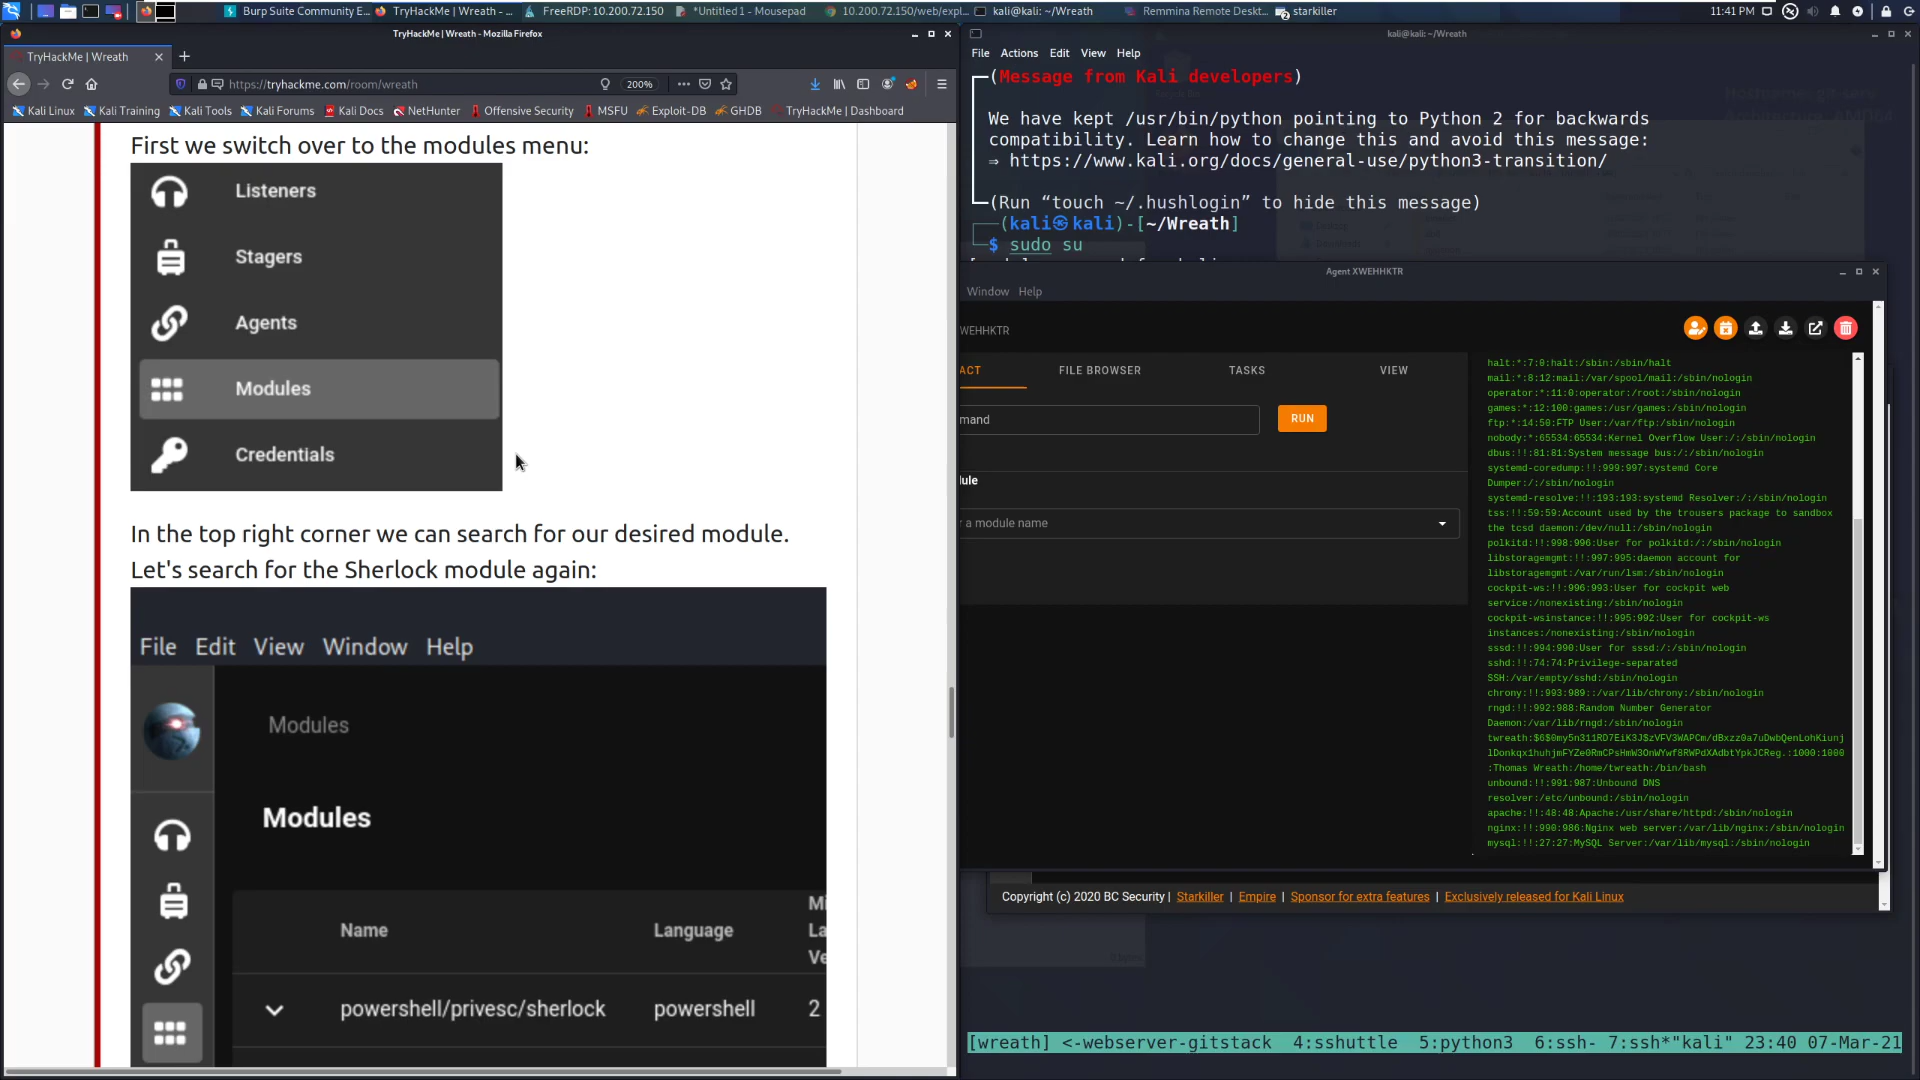 Burp Suite Community E...
TryHackMe | Wreath - ...
FreeRDP: 10.200.72.150
*Untitled 1 - Mousepad
10.200.72.150/web/expl...
kali@kali: ~/Wreath
Remmina Remote Deskt...
starkiller
11:41 PM
TryHackMe | Wreath - Mozilla Firefox
TryHackMe | Wreath
https://tryhackme.com/room/wreath
200%
Kali Linux
Kali Training
Kali Tools
Kali Forums
Kali Docs
NetHunter
Offensive Security
MSFU
Exploit-DB
GHDB
TryHackMe | Dashboard
First we switch over to the modules menu:
Listeners
Stagers
Agents
Modules
Credentials
In the top right corner we can search for our desired module.
Let's search for the Sherlock module again:
File Edit View Window Help
Modules
Modules
Name
Language
Mi
La
Ve
powershell/privesc/sherlock
powershell
2
kali@kali: ~/Wreath
File Actions Edit View Help
(Message from Kali developers)
We have kept /usr/bin/python pointing to Python 2 for backwards
compatibility. Learn how to change this and avoid this message:
⇒ https://www.kali.org/docs/general-use/python3-transition/
(Run “touch ~/.hushlogin” to hide this message)
(kali㉿kali)-[~/Wreath]
$ sudo su
Agent XWEHHKTR
Window Help
WEHHKTR
ACT
FILE BROWSER
TASKS
VIEW
mand
RUN
lule
r a module name
halt:*:7:0:halt:/sbin:/sbin/halt
mail:*:8:12:mail:/var/spool/mail:/sbin/nologin
operator:*:11:0:operator:/root:/sbin/nologin
games:*:12:100:games:/usr/games:/sbin/nologin
ftp:*:14:50:FTP User:/var/ftp:/sbin/nologin
nobody:*:65534:65534:Kernel Overflow User:/:/sbin/nologin
dbus:!!:81:81:System message bus:/:/sbin/nologin
systemd-coredump:!!:999:997:systemd Core
Dumper:/:/sbin/nologin
systemd-resolve:!!:193:193:systemd Resolver:/:/sbin/nologin
tss:!!:59:59:Account used by the trousers package to sandbox
the tcsd daemon:/dev/null:/sbin/nologin
polkitd:!!:998:996:User for polkitd:/:/sbin/nologin
libstoragemgmt:!!:997:995:daemon account for
libstoragemgmt:/var/run/lsm:/sbin/nologin
cockpit-ws:!!:996:993:User for cockpit web
service:/nonexisting:/sbin/nologin
cockpit-wsinstance:!!:995:992:User for cockpit-ws
instances:/nonexisting:/sbin/nologin
sssd:!!:994:990:User for sssd:/:/sbin/nologin
sshd:!!:74:74:Privilege-separated
SSH:/var/empty/sshd:/sbin/nologin
chrony:!!:993:989::/var/lib/chrony:/sbin/nologin
rngd:!!:992:988:Random Number Generator
Daemon:/var/lib/rngd:/sbin/nologin
:Thomas Wreath:/home/twreath:/bin/bash
unbound:!!:991:987:Unbound DNS
resolver:/etc/unbound:/sbin/nologin
apache:!!:48:48:Apache:/usr/share/httpd:/sbin/nologin
nginx:!!:990:986:Nginx web server:/var/lib/nginx:/sbin/nologin
mysql:!!:27:27:MySQL Server:/var/lib/mysql:/sbin/nologin
Copyright (c) 2020 BC Security | Starkiller | Empire | Sponsor for extra features | Exclusively released for Kali Linux
[wreath] <-webserver-gitstack 4:sshuttle 5:python3 6:ssh- 7:ssh*"kali" 23:40 07-Mar-21